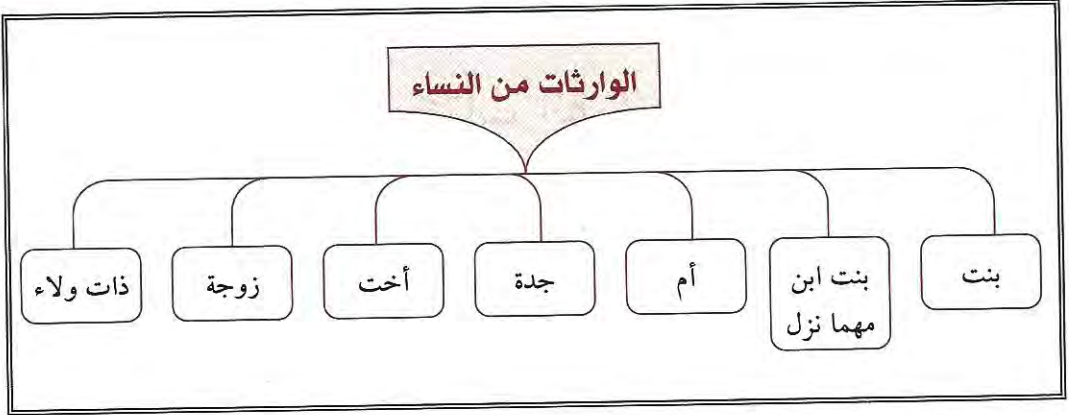 الوارثات من النساء
بنت
بنت ابن
مهما نزل
أم
جدة
أخت
زوجة
ذات ولاء